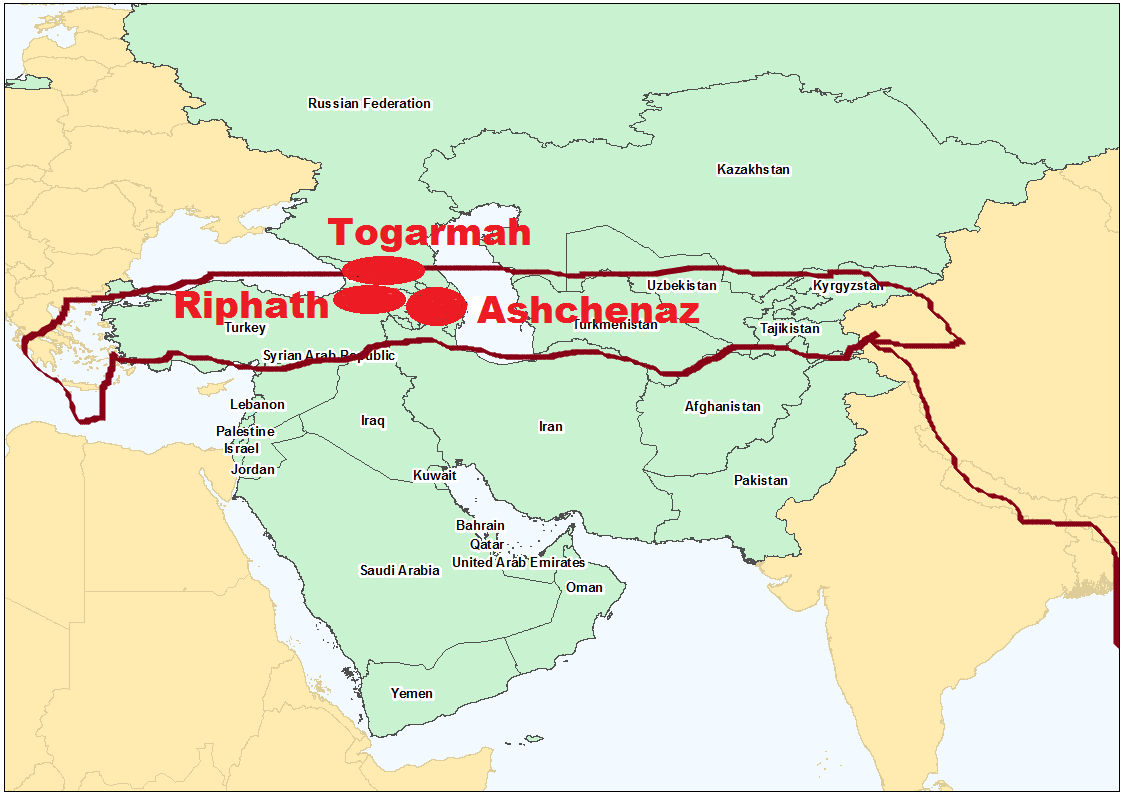 Russian Federation
Kazakhstan
Togarmah
Uzbekistan
Kyrgyzstan
Riphath
Ashchenaz
Turkey
Turkmenistan
Tajikistan
Syrian Arab Republic
Lebanon
Afghanistan
Iraq
Iran
Palestine
Israel
Jordan
Kuwait
Pakistan
Bahrain
Qatar
United Arab Emirates
Saudi Arabia
Oman
Yemen